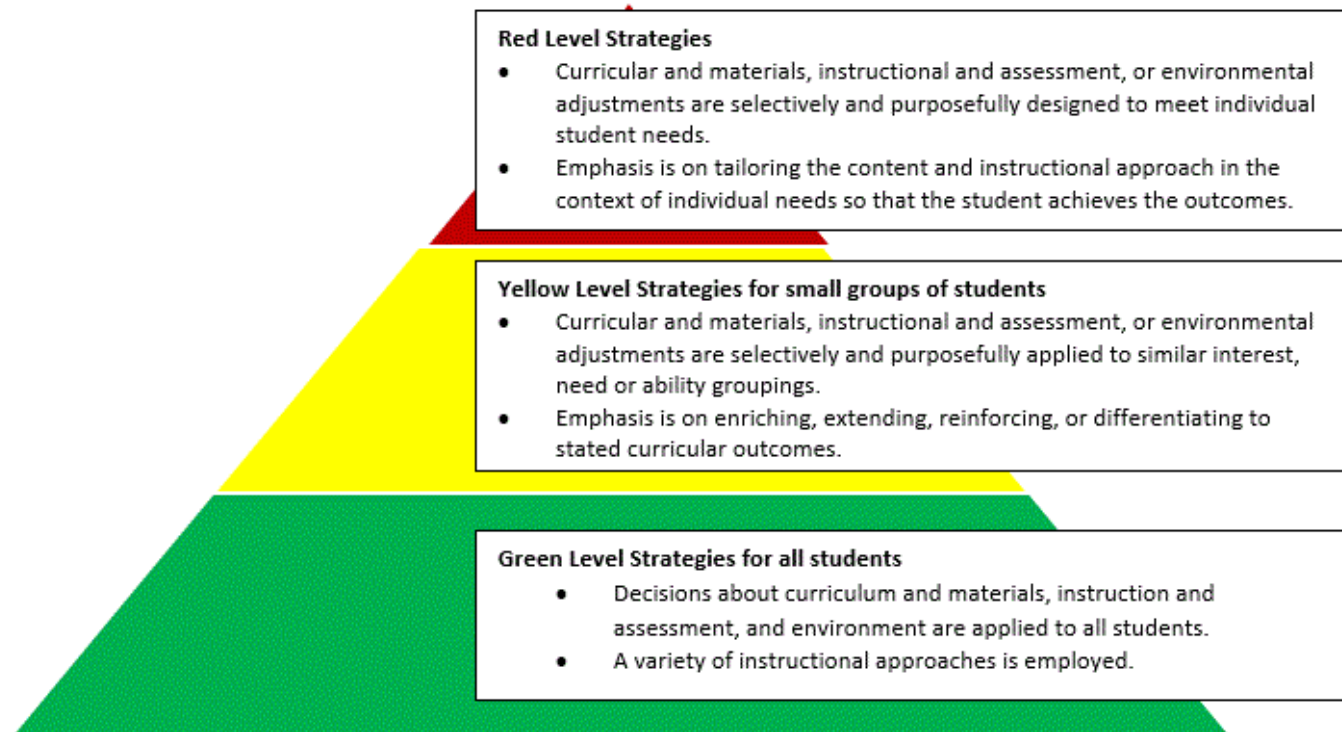 Red Level Strategies
• Curricular and materials, instructional and assessment, or environmental
adjustments are selectively and purposefully designed to meet individual
student needs.
• Emphasis is on tailoring the content and instructional approach in the
context of individual needs so that the student achieves the outcomes.
Yellow Level Strategies for small groups of students
• Curricular and materials, instructional and assessment, or environmental
adjustments are selectively and purposefully applied to similar interest,
need or ability groupings.
• Emphasis is on enriching, extending, reinforcing, or differentiating to
stated curricular outcomes.
Green Level Strategies for all students
• Decisions about curriculum and materials, instruction and
assessment, and environment are applied to all students.
• A variety of instructional approaches is employed.